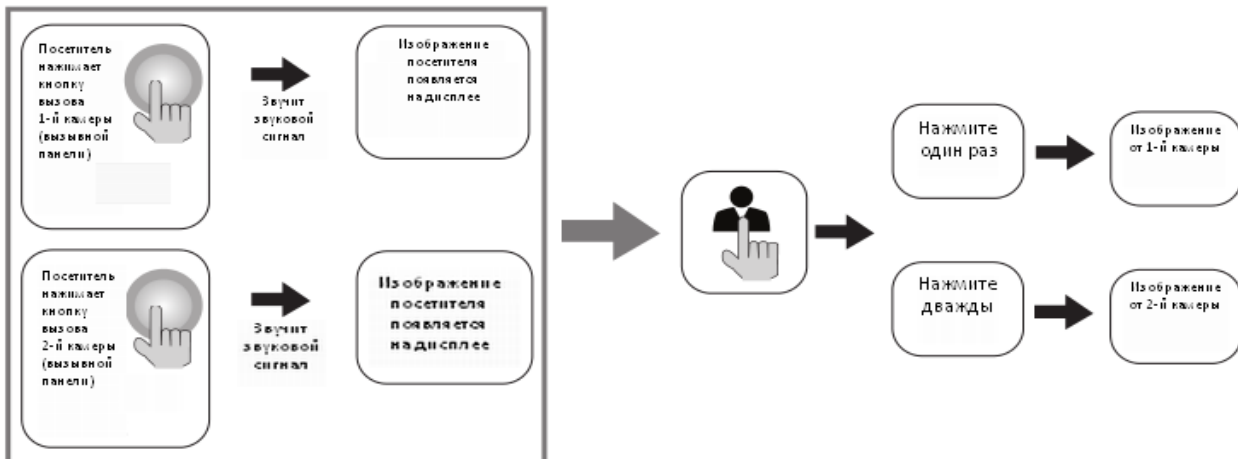 Посетитель
нажимает
кнопку
вызова
1-й камеры
(вызывной
панели)
Звучит
звуковой
сигнал
Изображение
посетителя
появляется
на дисплее
Посетитель
нажимает
кнопку
вызова
2-й камеры
(вызывной
панели)
Звучит
звуковой
сигнал
Изображение
посетителя
появляется
на дисплее
Нажмите
один раз
Изображение
от 1-й камеры
Нажмите
дважды
Изображение
от 2-й камеры